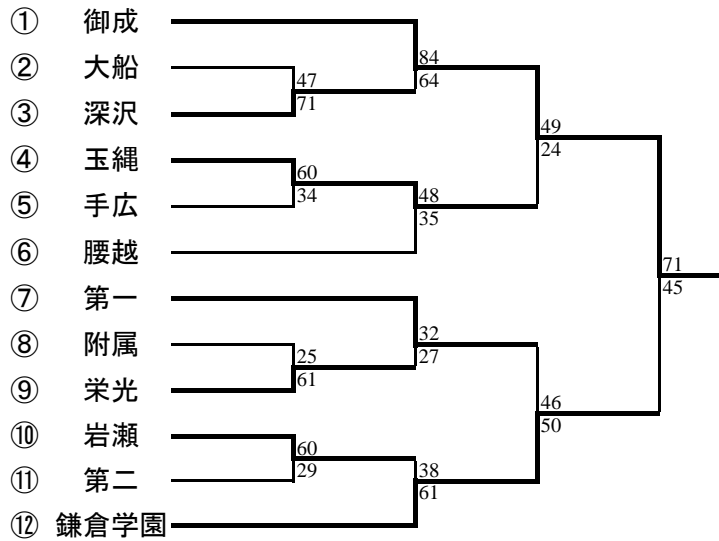 ① 御成
84
② 大船
47
64
71
③ 深沢
49
24
④ 玉縄
60
34
48
⑤ 手広
35
⑥ 腰越
71
45
⑦ 第一
32
⑧ 附属
25
27
61
⑨ 栄光
46
50
⑩ 岩瀬
60
29
38
⑪ 第二
61
⑫ 鎌倉学園